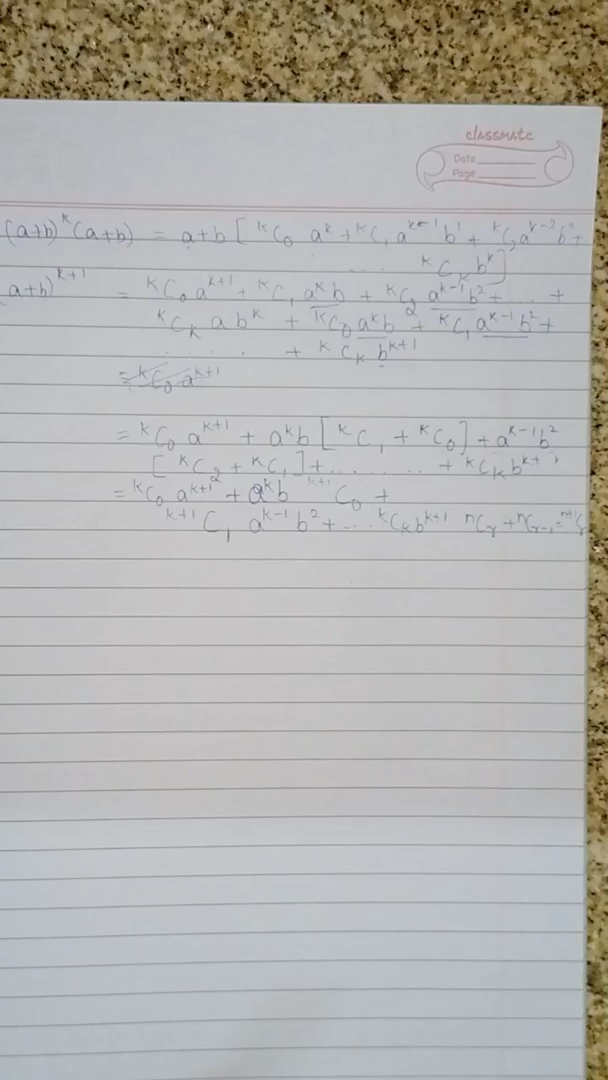 classmate
Date
Page
(a+b)^k (a+b) = a+b [ ^kC_0 a^k + ^kC_1 a^{k-1} b^1 + ^kC_2 a^{k-2} b^2 +
..... ^kC_k b^k ]
a+b)^{k+1} = ^kC_0 a^{k+1} + ^kC_1 a^k b + ^kC_2 a^{k-1} b^2 + ... +
^kC_k a b^k + ^kC_0 a^k b + ^kC_1 a^{k-1} b^2 +
........ + ^kC_k b^{k+1}
= ^kC_0 a^{k+1}
= ^kC_0 a^{k+1} + a^k b [ ^kC_1 + ^kC_0 ] + a^{k-1} b^2
[ ^kC_2 + ^kC_1 ] + ........ + ^kC_k b^{k+1}
= ^kC_0 a^{k+1} + a^k b ^{k+1}C_0 +
^{k+1}C_1 a^{k-1} b^2 + ... ^kC_k b^{k+1} ^nC_r + ^nC_{r-1} = ^{n+1}C_r